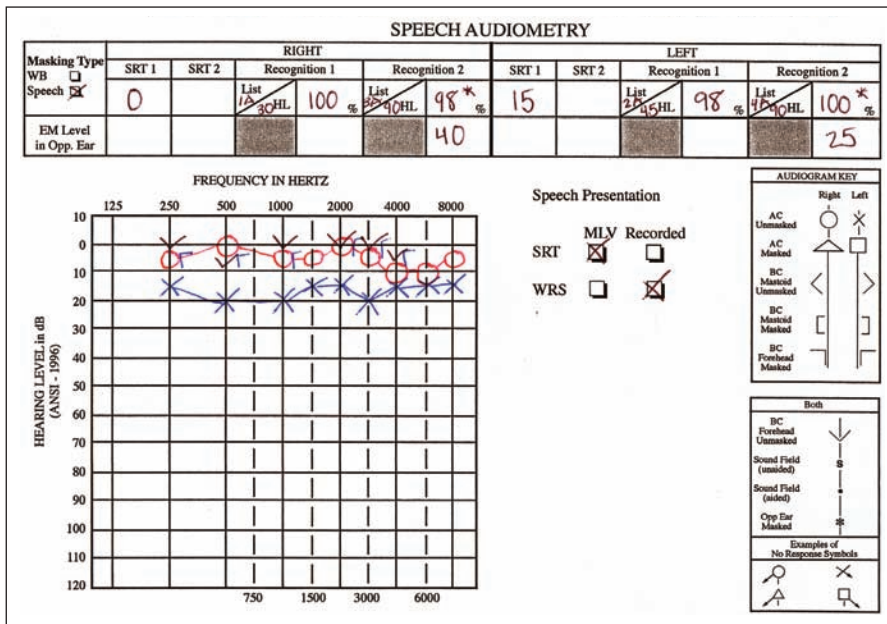 SPEECH AUDIOMETRY
Masking Type
WB
Speech
RIGHT
LEFT
SRT 1 SRT 2 Recognition 1 Recognition 2 SRT 1 SRT 2 Recognition 1 Recognition 2
0 List 1A 30 HL 100 % List 3A 90 HL 98* % 15 List 2A 45 HL 98 % List 4A 90 HL 100* %
EM Level
in Opp. Ear
40 25
FREQUENCY IN HERTZ
125 250 500 1000 2000 4000 8000
10
0
10
20
30
40
50
60
70
80
90
100
110
120
750 1500 3000 6000
HEARING LEVEL in dB
(ANSI - 1996)
Speech Presentation
MLV Recorded
SRT
WRS
AUDIOGRAM KEY
Right Left
AC
Unmasked
AC
Masked
BC
Mastoid
Unmasked
BC
Mastoid
Masked
BC
Forehead
Masked
Both
BC
Forehead
Unmasked
Sound Field
(unaided)
S
Sound Field
(aided)
Opp Ear
Masked
*
Examples of
No Response Symbols